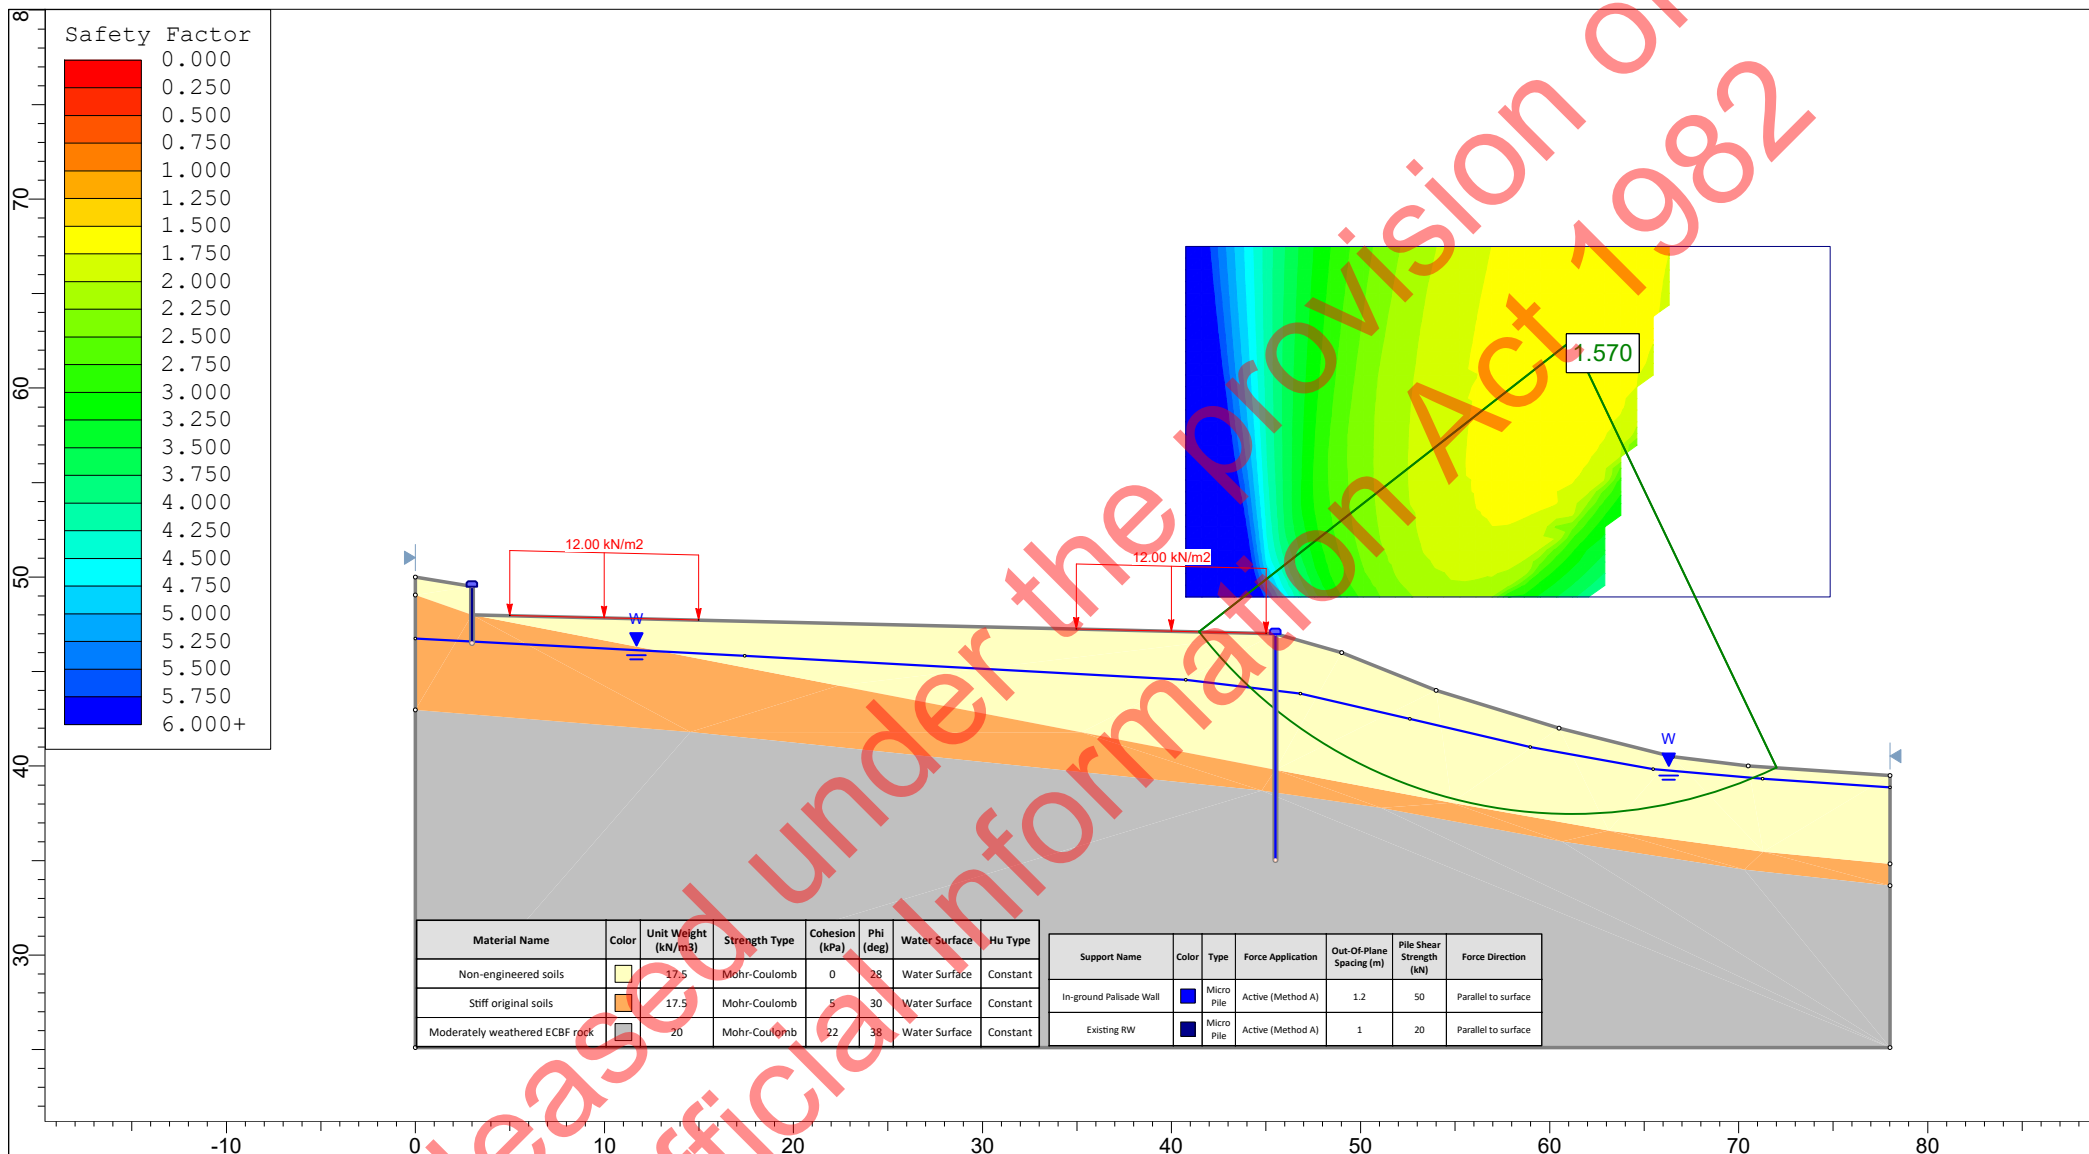 Safety Factor
0.000
0.250
0.500
0.750
1.000
1.250
1.500
1.750
2.000
2.250
2.500
2.750
3.000
3.250
3.500
3.750
4.000
4.250
4.500
4.750
5.000
5.250
5.500
5.750
6.000+
8
70
60
50
40
30
-10 0 10 20 30 40 50 60 70 80
12.00 kN/m2
12.00 kN/m2
W
W
1.570
Material Name Color Unit Weight (kN/m3) Strength Type Cohesion (kPa) Phi (deg) Water Surface Hu Type
Non-engineered soils 17.5 Mohr-Coulomb 0 28 Water Surface Constant
Stiff original soils 17.5 Mohr-Coulomb 5 30 Water Surface Constant
Moderately weathered ECBF rock 20 Mohr-Coulomb 22 38 Water Surface Constant
Support Name Color Type Force Application Out-Of-Plane Spacing (m) Pile Shear Strength (kN) Force Direction
In-ground Palisade Wall Micro Pile Active (Method A) 1.2 50 Parallel to surface
Existing RW Micro Pile Active (Method A) 1 20 Parallel to surface
leased under the provision o
fficial Information Act 1982